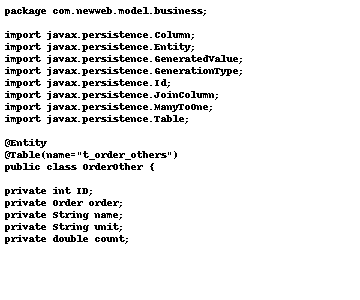 package com.newweb.model.business;
import javax.persistence.Column;
import javax.persistence.Entity;
import javax.persistence.GeneratedValue;
import javax.persistence.GenerationType;
import javax.persistence.Id;
import javax.persistence.JoinColumn;
import javax.persistence.ManyToOne;
import javax.persistence.Table;
@Entity
@Table(name="t_order_others")
public class OrderOther {
private int ID;
private Order order;
private String name;
private String unit;
private double count;